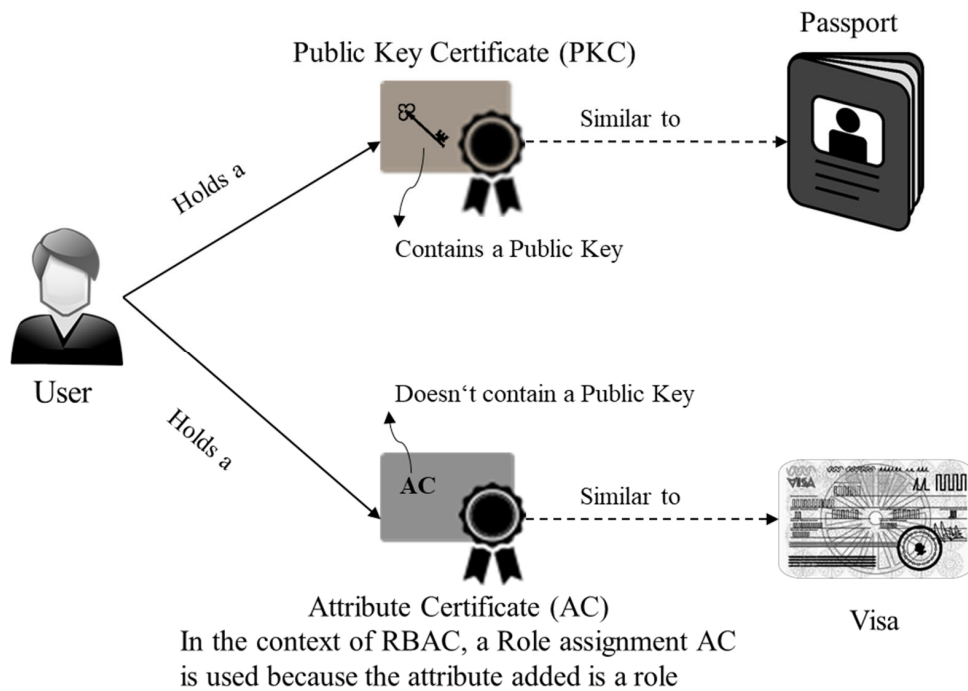 Passport
Public Key Certificate (PKC)
Similar to
Holds a
Contains a Public Key
User
Doesn‘t contain a Public Key
Holds a
AC
Similar to
VISA
Attribute Certificate (AC)
Visa
In the context of RBAC, a Role assignment AC
is used because the attribute added is a role